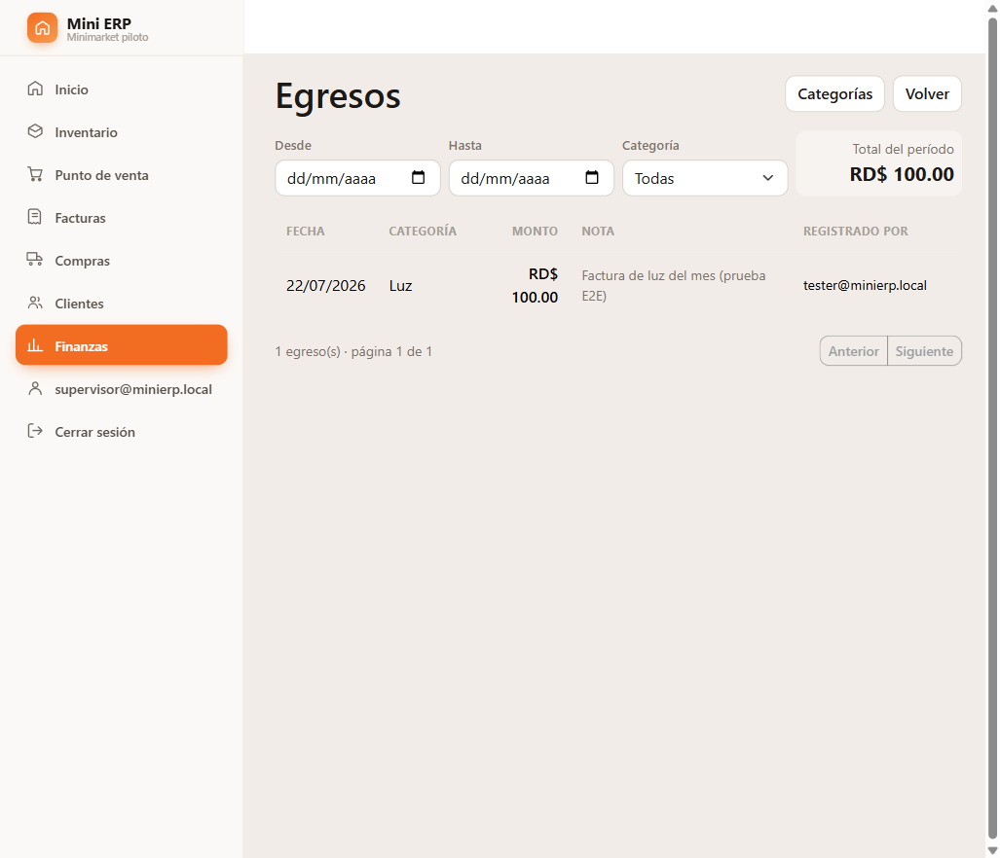 Mini ERP
Minimarket piloto
Inicio
Inventario
Punto de venta
Facturas
Compras
Clientes
Finanzas
supervisor@minierp.local
Cerrar sesión
Egresos
Categorías
Volver
Desde
Hasta
Categoría
dd/mm/aaaa
dd/mm/aaaa
Todas
Total del período
RD$ 100.00
FECHA
CATEGORÍA
MONTO
NOTA
REGISTRADO POR
22/07/2026
Luz
RD$
100.00
Factura de luz del mes (prueba
E2E)
tester@minierp.local
1 egreso(s) · página 1 de 1
Anterior
Siguiente